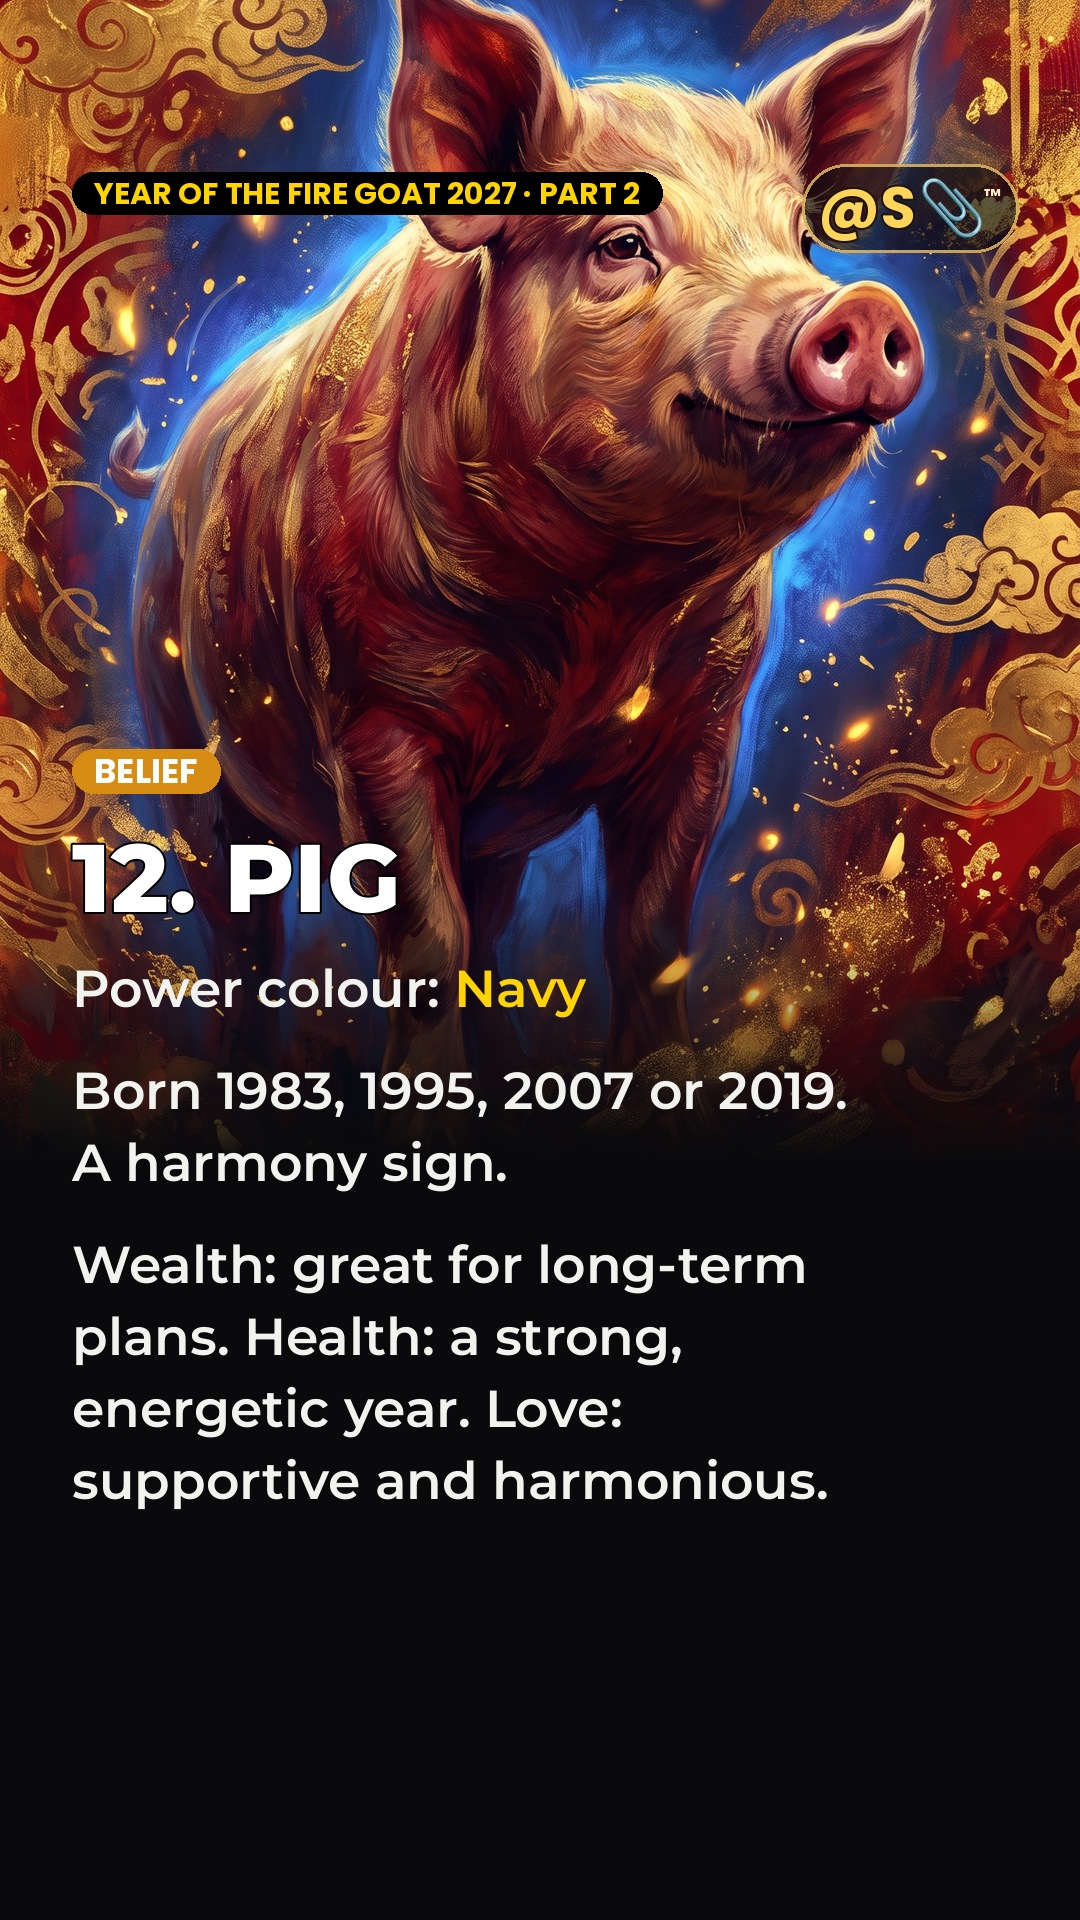 YEAR OF THE FIRE GOAT 2027 · PART 2
@S📎™
BELIEF
12. PIG
Power colour: Navy
Born 1983, 1995, 2007 or 2019.
A harmony sign.
Wealth: great for long-term
plans. Health: a strong,
energetic year. Love:
supportive and harmonious.